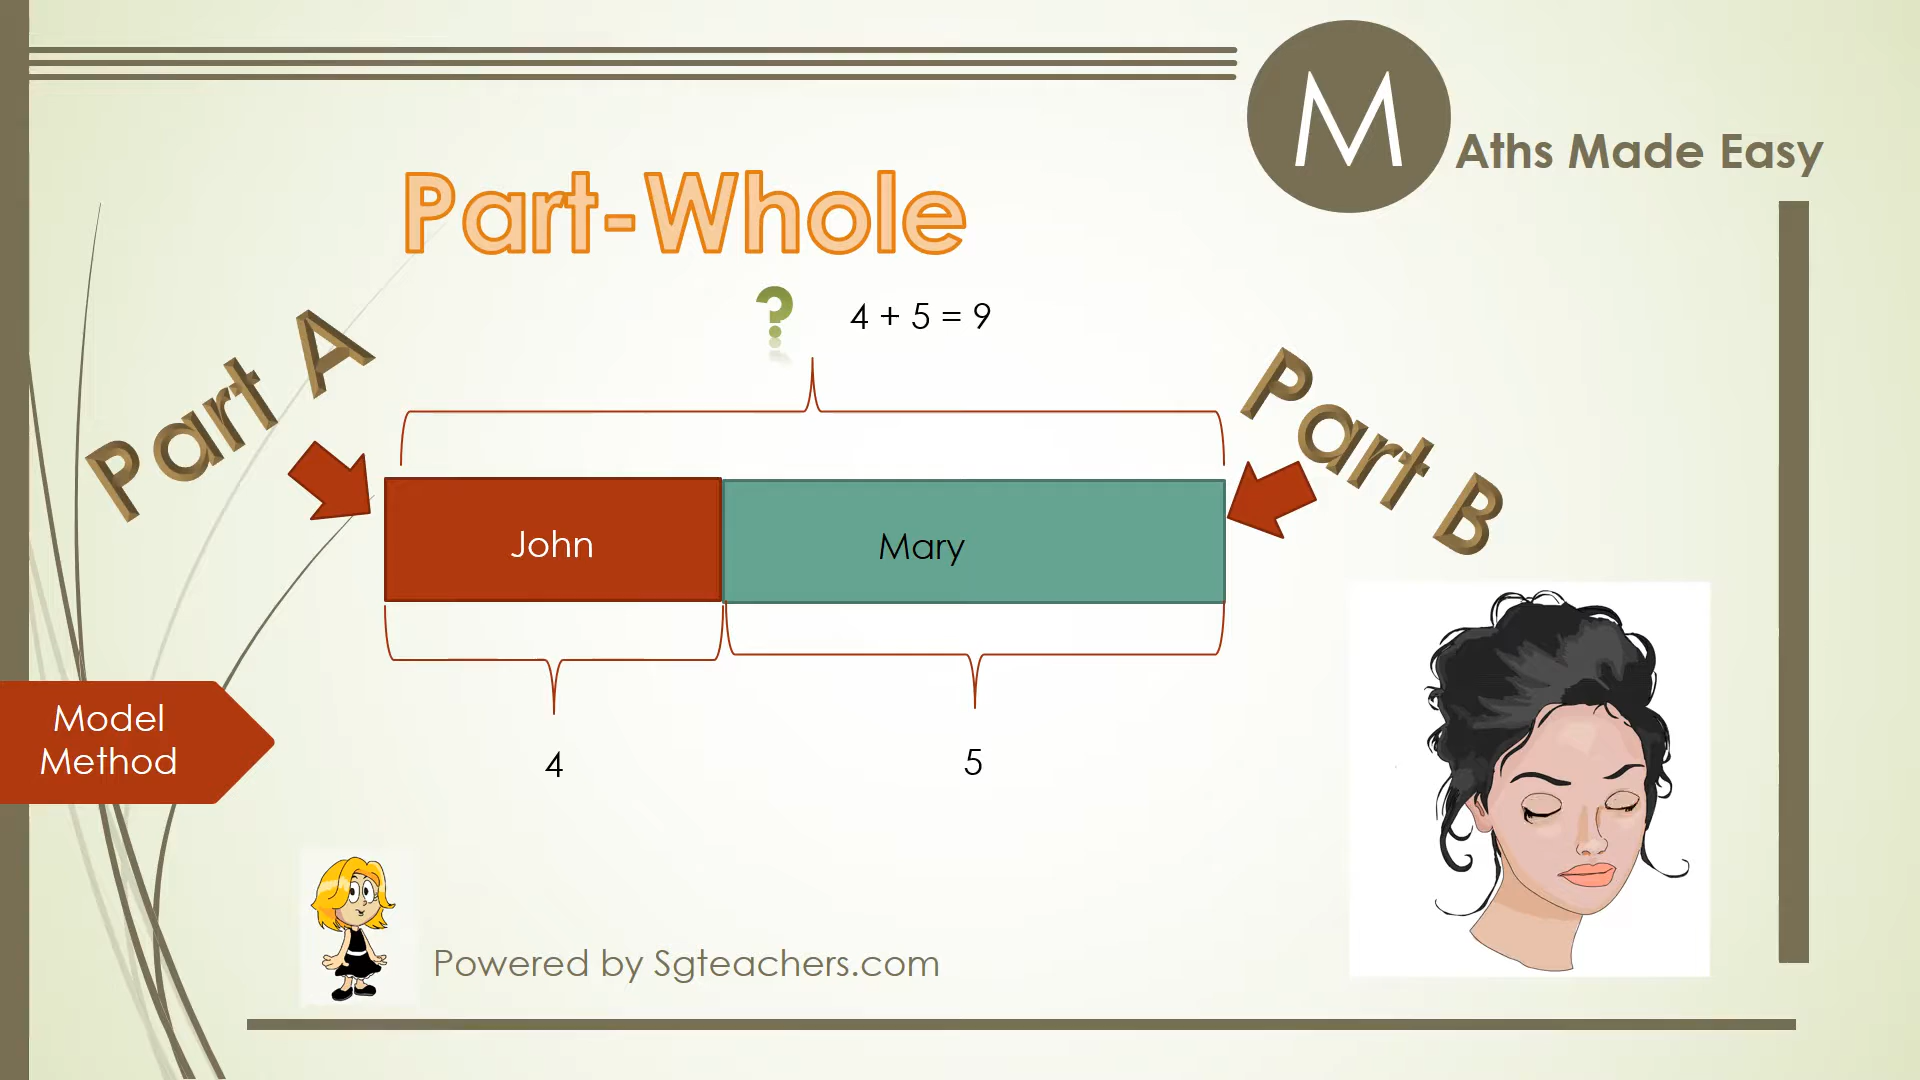 M
Aths Made Easy
Part-Whole
? 4 + 5 = 9
Part A
Part B
John
Mary
Model
Method
4
5
Powered by Sgteachers.com